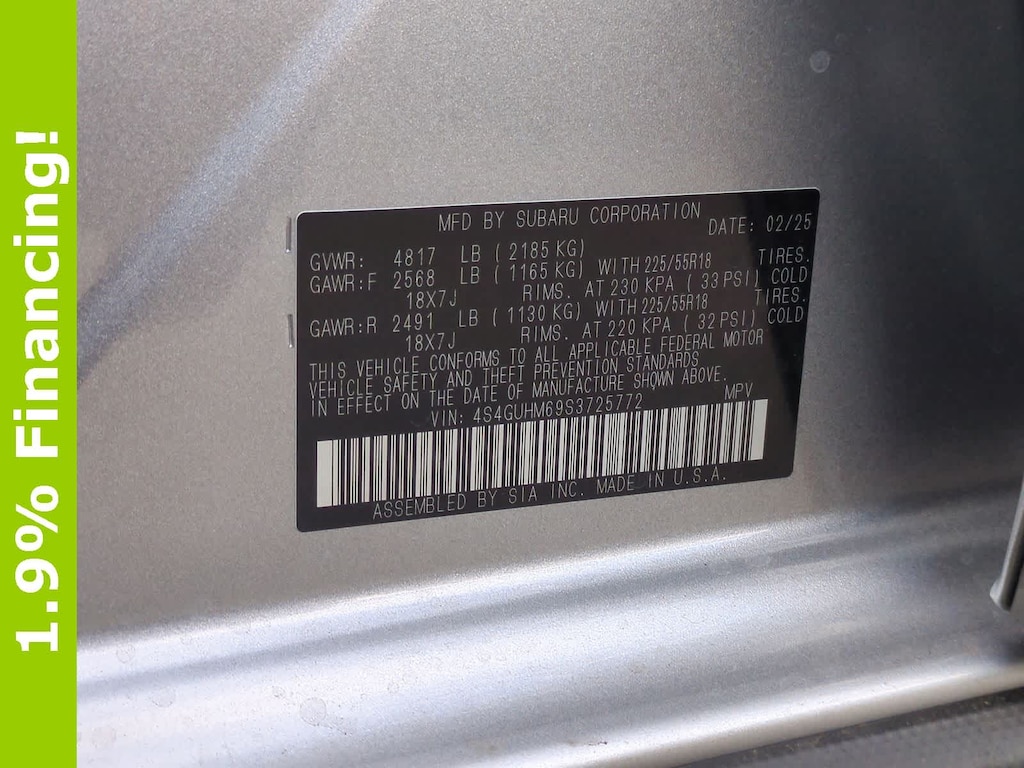 1.9% Financing!
MFD BY SUBARU CORPORATION DATE: 02/25
GVWR: 4817 LB ( 2185 KG)
GAWR:F 2568 LB ( 1165 KG) WITH 225/55R18 TIRES.
18X7J RIMS. AT 230 KPA ( 33 PSI) COLD
GAWR:R 2491 LB ( 1130 KG) WITH 225/55R18 TIRES.
18X7J RIMS. AT 220 KPA ( 32 PSI) COLD
THIS VEHICLE CONFORMS TO ALL APPLICABLE FEDERAL MOTOR
VEHICLE SAFETY AND THEFT PREVENTION STANDARDS
IN EFFECT ON THE DATE OF MANUFACTURE SHOWN ABOVE.
VIN: 4S4GUHM69S3725772 MPV
ASSEMBLED BY SIA INC. MADE IN U.S.A.